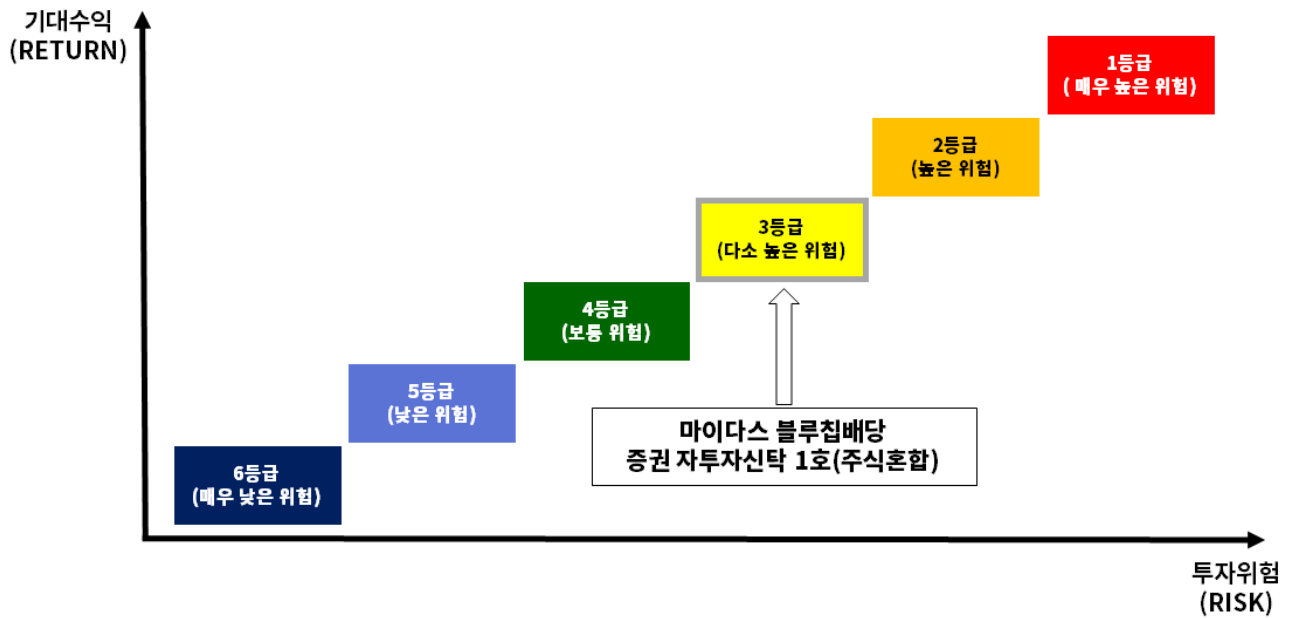 기대수익
(RETURN)
1등급
( 매우 높은 위험)
2등급
(높은 위험)
3등급
(다소 높은 위험)
4등급
(보통 위험)
5등급
(낮은 위험)
6등급
(매우 낮은 위험)
마이다스 블루칩배당
증권 자투자신탁 1호(주식혼합)
투자위험
(RISK)